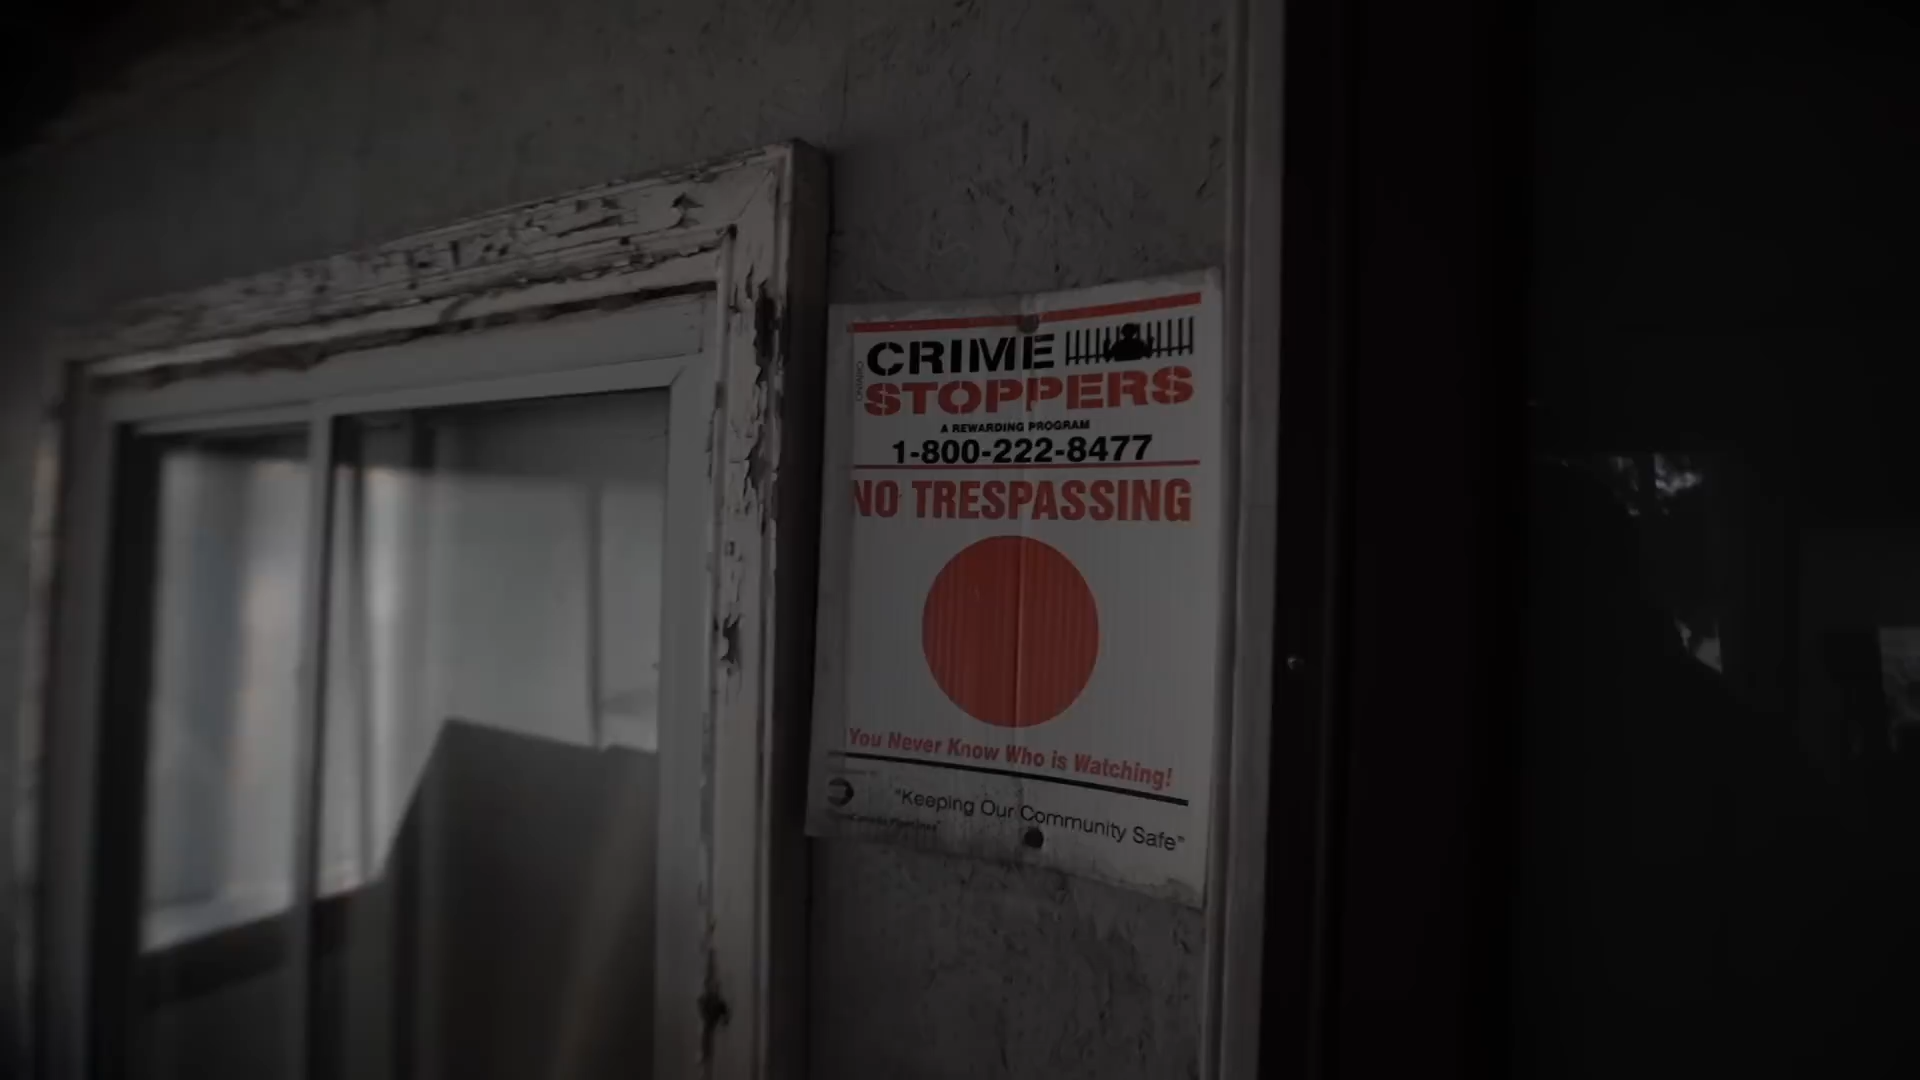 CRIME
STOPPERS
ONTARIO
A REWARDING PROGRAM
1-800-222-8477
NO TRESPASSING
You Never Know Who is Watching!
"Keeping Our Community Safe"